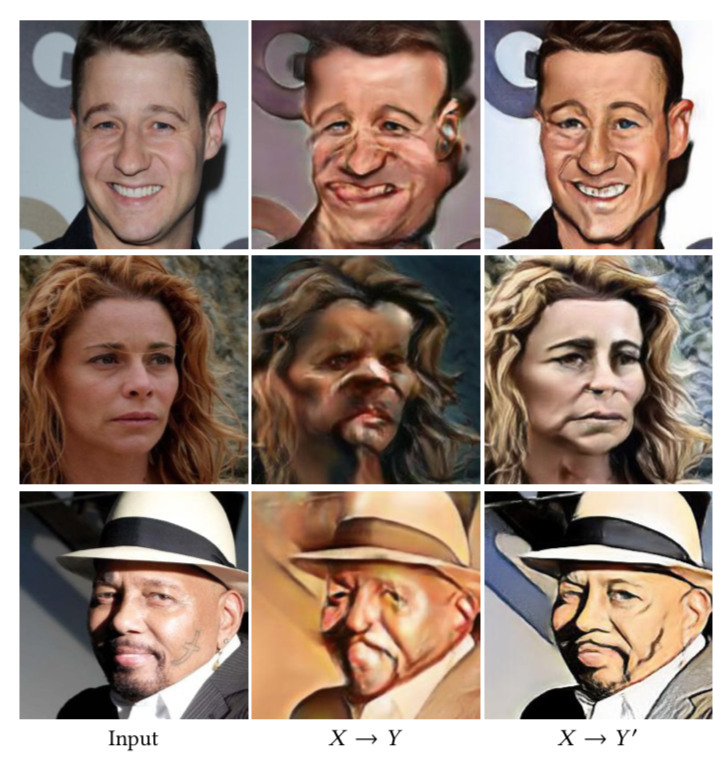 Input X → Y X → Y′